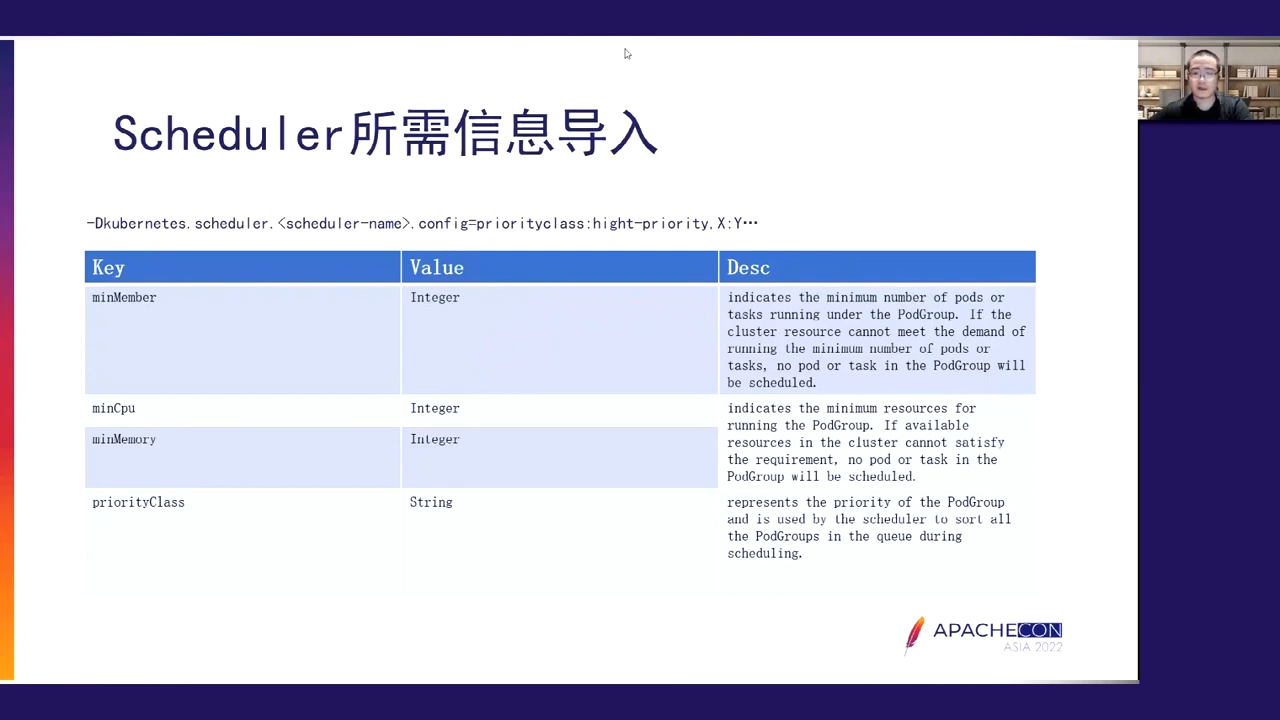 Scheduler所需信息导入
-Dkubernetes.scheduler.<scheduler-name>.config=priorityclass:hight-priority,X:Y…
Key
Value
Desc
minMember
Integer
indicates the minimum number of pods or
tasks running under the PodGroup. If the
cluster resource cannot meet the demand of
running the minimum number of pods or
tasks, no pod or task in the PodGroup will
be scheduled.
minCpu
Integer
indicates the minimum resources for
running the PodGroup. If available
resources in the cluster cannot satisfy
the requirement, no pod or task in the
PodGroup will be scheduled.
minMemory
Integer
priorityClass
String
represents the priority of the PodGroup
and is used by the scheduler to sort all
the PodGroups in the queue during
scheduling.
APACHECON
ASIA 2022